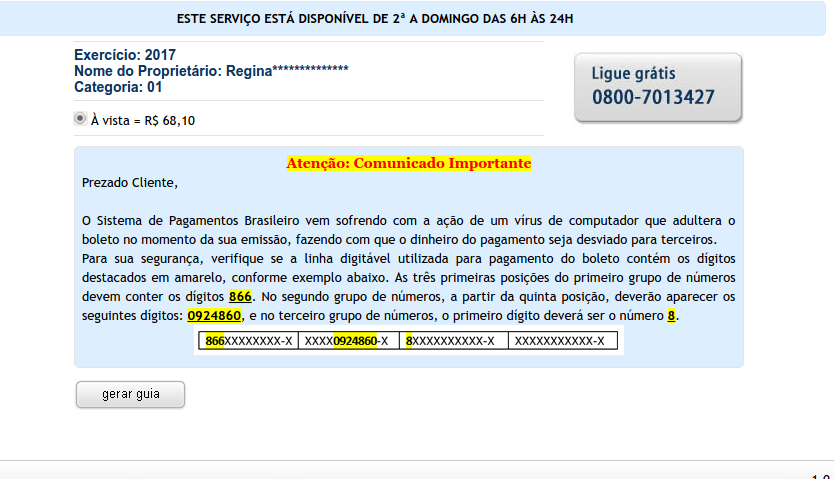 ESTE SERVIÇO ESTÁ DISPONÍVEL DE 2ª A DOMINGO DAS 6H ÀS 24H
Exercício: 2017
Nome do Proprietário: Regina**************
Categoria: 01
Ligue grátis
0800-7013427
À vista = R$ 68,10
Atenção: Comunicado Importante
Prezado Cliente,
O Sistema de Pagamentos Brasileiro vem sofrendo com a ação de um vírus de computador que adultera o
boleto no momento da sua emissão, fazendo com que o dinheiro do pagamento seja desviado para terceiros.
Para sua segurança, verifique se a linha digitável utilizada para pagamento do boleto contém os dígitos
destacados em amarelo, conforme exemplo abaixo. As três primeiras posições do primeiro grupo de números
devem conter os dígitos 866. No segundo grupo de números, a partir da quinta posição, deverão aparecer os
seguintes dígitos: 0924860, e no terceiro grupo de números, o primeiro dígito deverá ser o número 8.
866XXXXXXXX-X XXXX0924860-X 8XXXXXXXXXX-X XXXXXXXXXXX-X
gerar guia